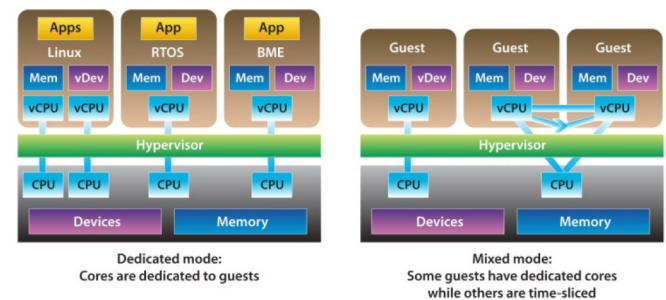 Apps
App
App
Linux
RTOS
BME
Mem
vDev
Mem
Dev
Mem
Dev
vCPU
vCPU
vCPU
vCPU
Hypervisor
CPU
CPU
CPU
CPU
Devices
Memory
Dedicated mode:
Cores are dedicated to guests
Guest
Guest
Guest
Mem
vDev
Mem
Dev
Mem
Dev
vCPU
vCPU
vCPU
Hypervisor
CPU
CPU
Devices
Memory
Mixed mode:
Some guests have dedicated cores
while others are time-sliced